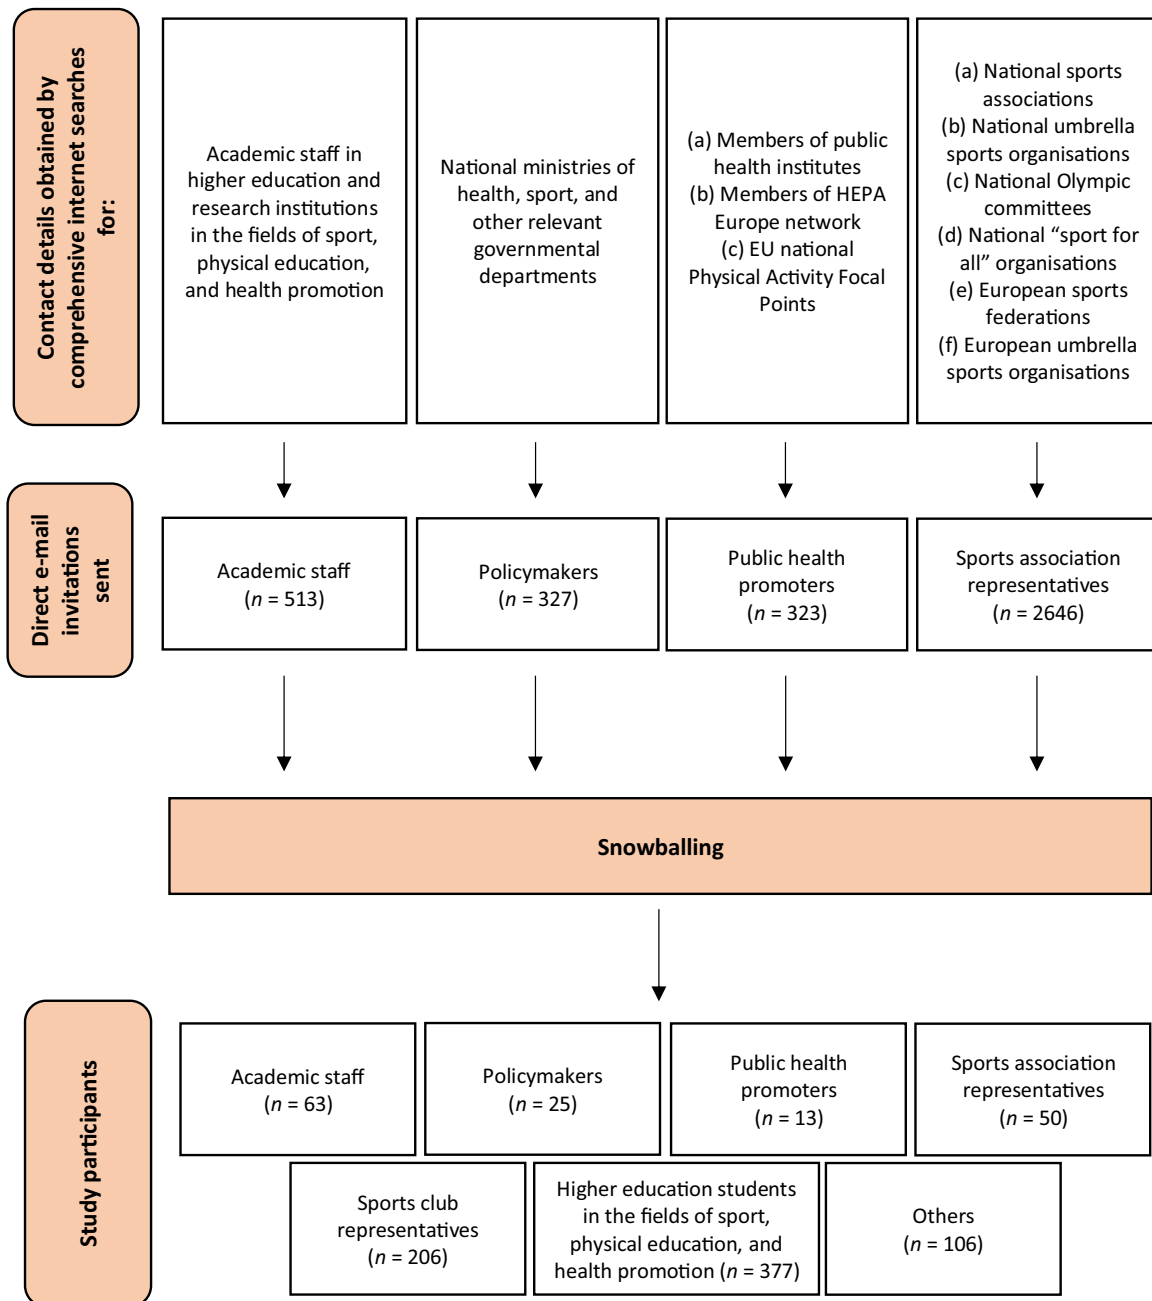 Contact details obtained by
comprehensive internet searches
for:
Academic staff in
higher education and
research institutions
in the fields of sport,
physical education,
and health promotion
National ministries of
health, sport, and
other relevant
governmental
departments
(a) Members of public
health institutes
(b) Members of HEPA
Europe network
(c) EU national
Physical Activity Focal
Points
(a) National sports
associations
(b) National umbrella
sports organisations
(c) National Olympic
committees
(d) National “sport for
all” organisations
(e) European sports
federations
(f) European umbrella
sports organisations
Direct e-mail
invitations
sent
Academic staff
(n = 513)
Policymakers
(n = 327)
Public health
promoters
(n = 323)
Sports association
representatives
(n = 2646)
Snowballing
Study participants
Academic staff
(n = 63)
Policymakers
(n = 25)
Public health
promoters
(n = 13)
Sports association
representatives
(n = 50)
Sports club
representatives
(n = 206)
Higher education students
in the fields of sport,
physical education, and
health promotion (n = 377)
Others
(n = 106)